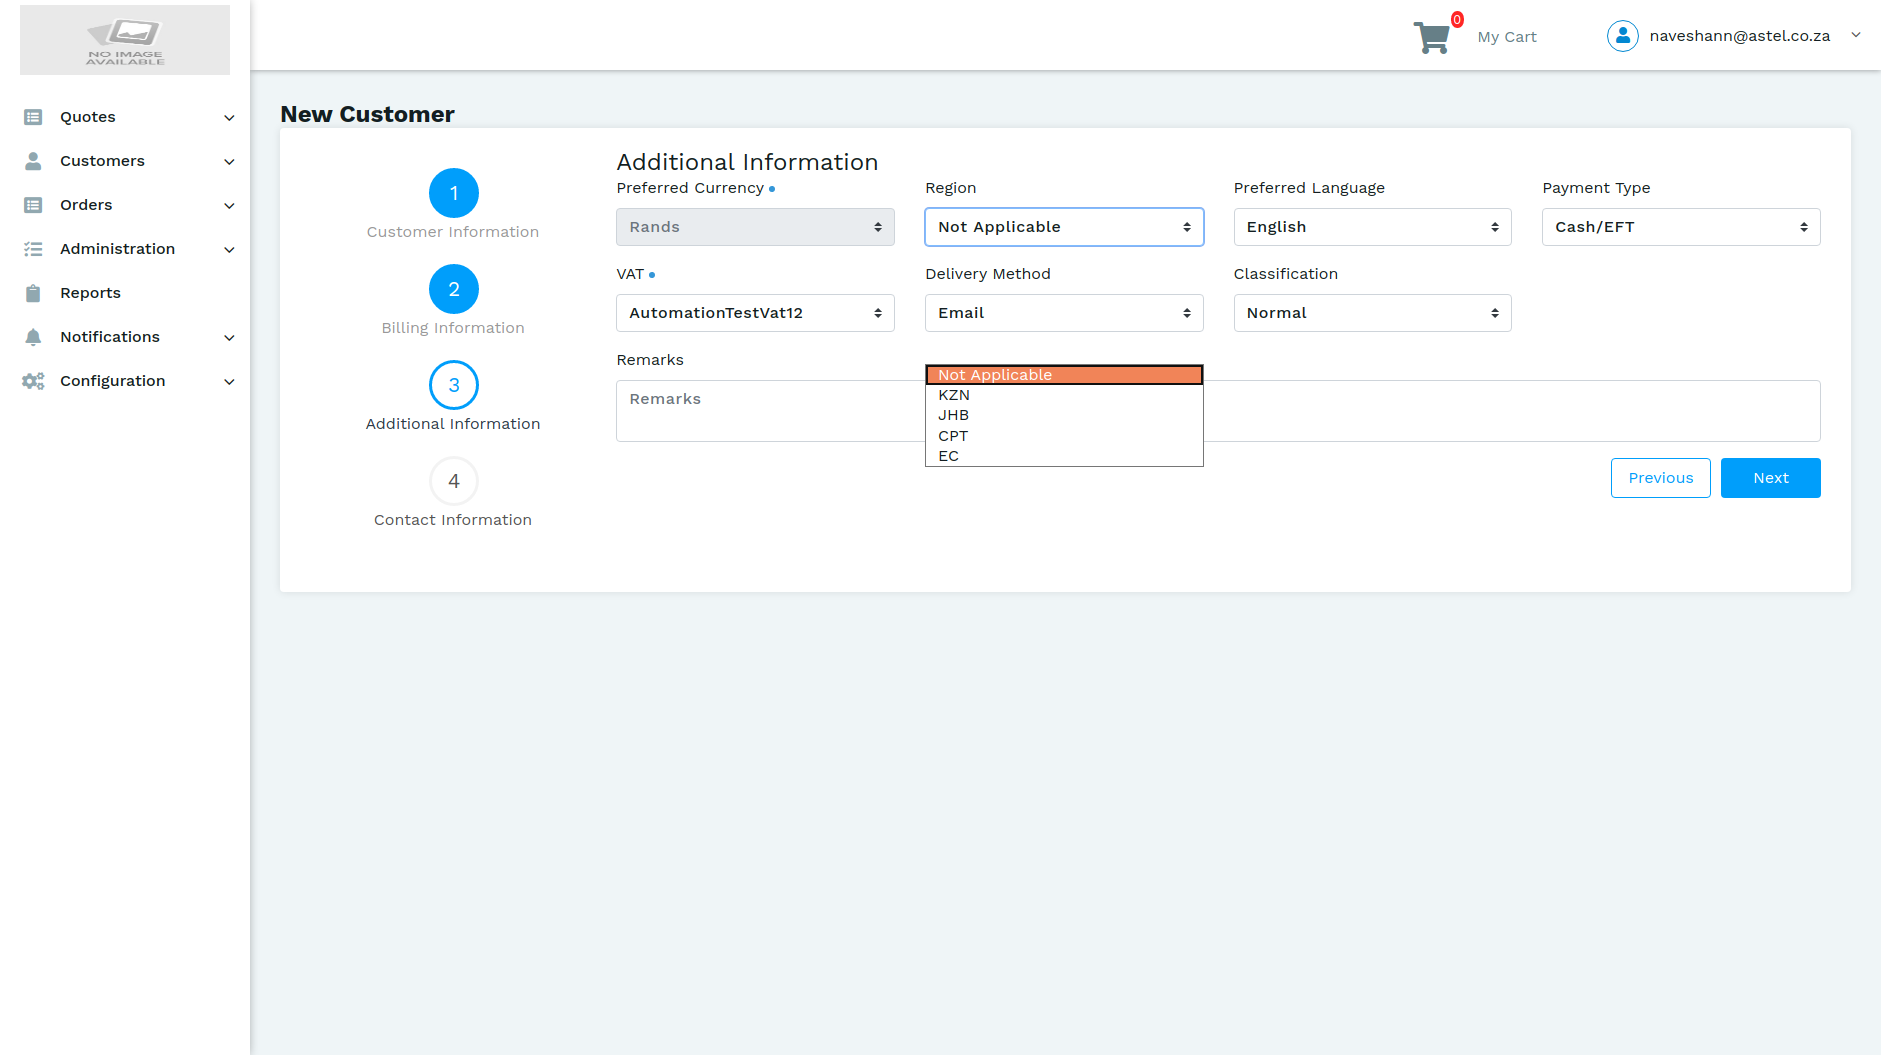 NO IMAGE
AVAILABLE
0
My Cart
naveshann@astel.co.za
Quotes
Customers
Orders
Administration
Reports
Notifications
Configuration
New Customer
1
Customer Information
2
Billing Information
3
Additional Information
4
Contact Information
Additional Information
Preferred Currency
Region
Preferred Language
Payment Type
Rands
Not Applicable
English
Cash/EFT
VAT
Delivery Method
Classification
AutomationTestVat12
Email
Normal
Remarks
Remarks
Not Applicable
KZN
JHB
CPT
EC
Previous
Next